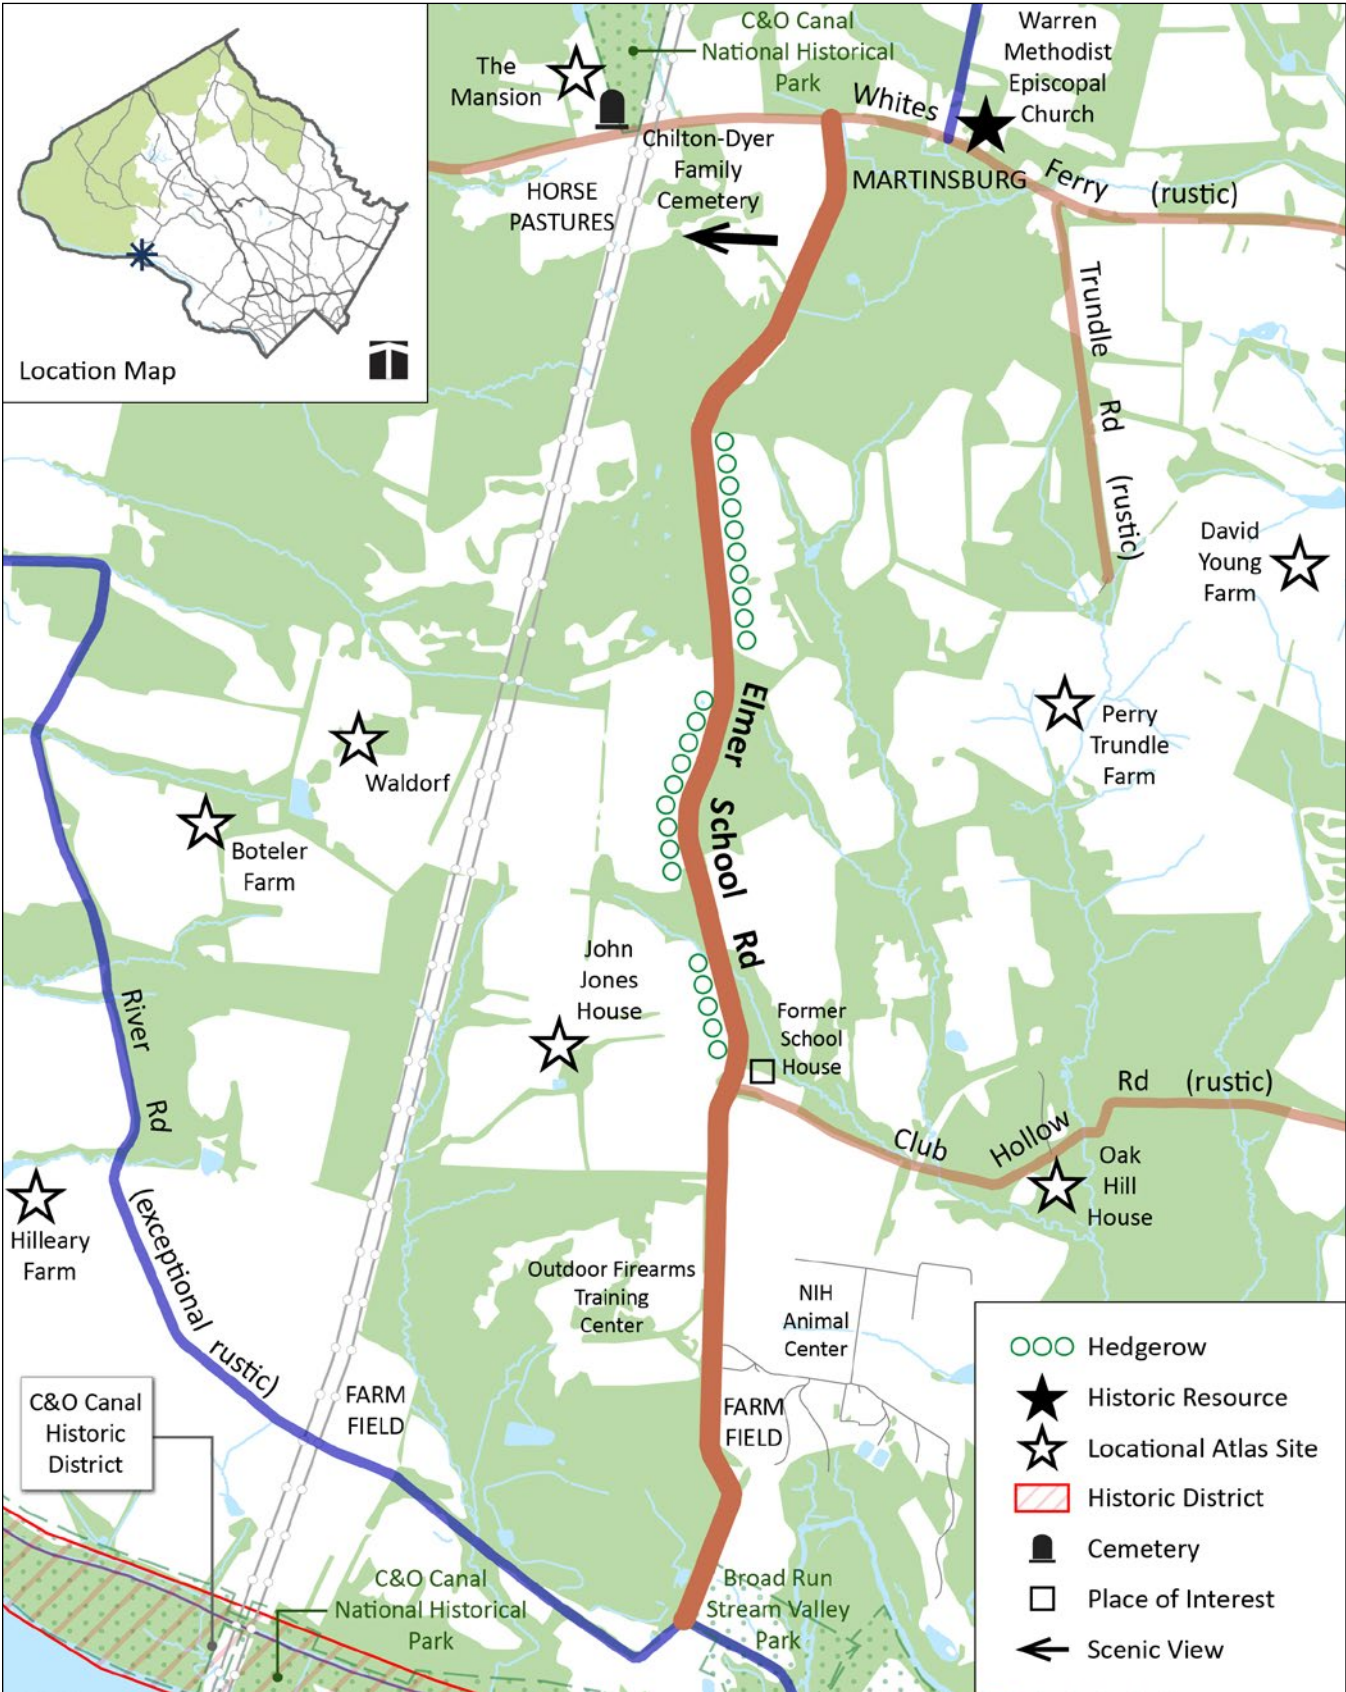 Location Map
The
Mansion
C&O Canal
National Historical
Park
Warren
Methodist
Episcopal
Church
Whites
Ferry
(rustic)
Chilton-Dyer
Family
Cemetery
MARTINSBURG
HORSE
PASTURES
Trundle
Rd
(rustic)
David
Young
Farm
Elmer
School
Rd
Perry
Trundle
Farm
Waldorf
Boteler
Farm
John
Jones
House
River
Rd
(exceptional
rustic)
Former
School
House
Club
Hollow
Rd
(rustic)
Oak
Hill
House
Hilleary
Farm
Outdoor Firearms
Training
Center
NIH
Animal
Center
FARM
FIELD
FARM
FIELD
C&O Canal
Historic
District
C&O Canal
National Historical
Park
Broad Run
Stream Valley
Park
Hedgerow
Historic Resource
Locational Atlas Site
Historic District
Cemetery
Place of Interest
Scenic View